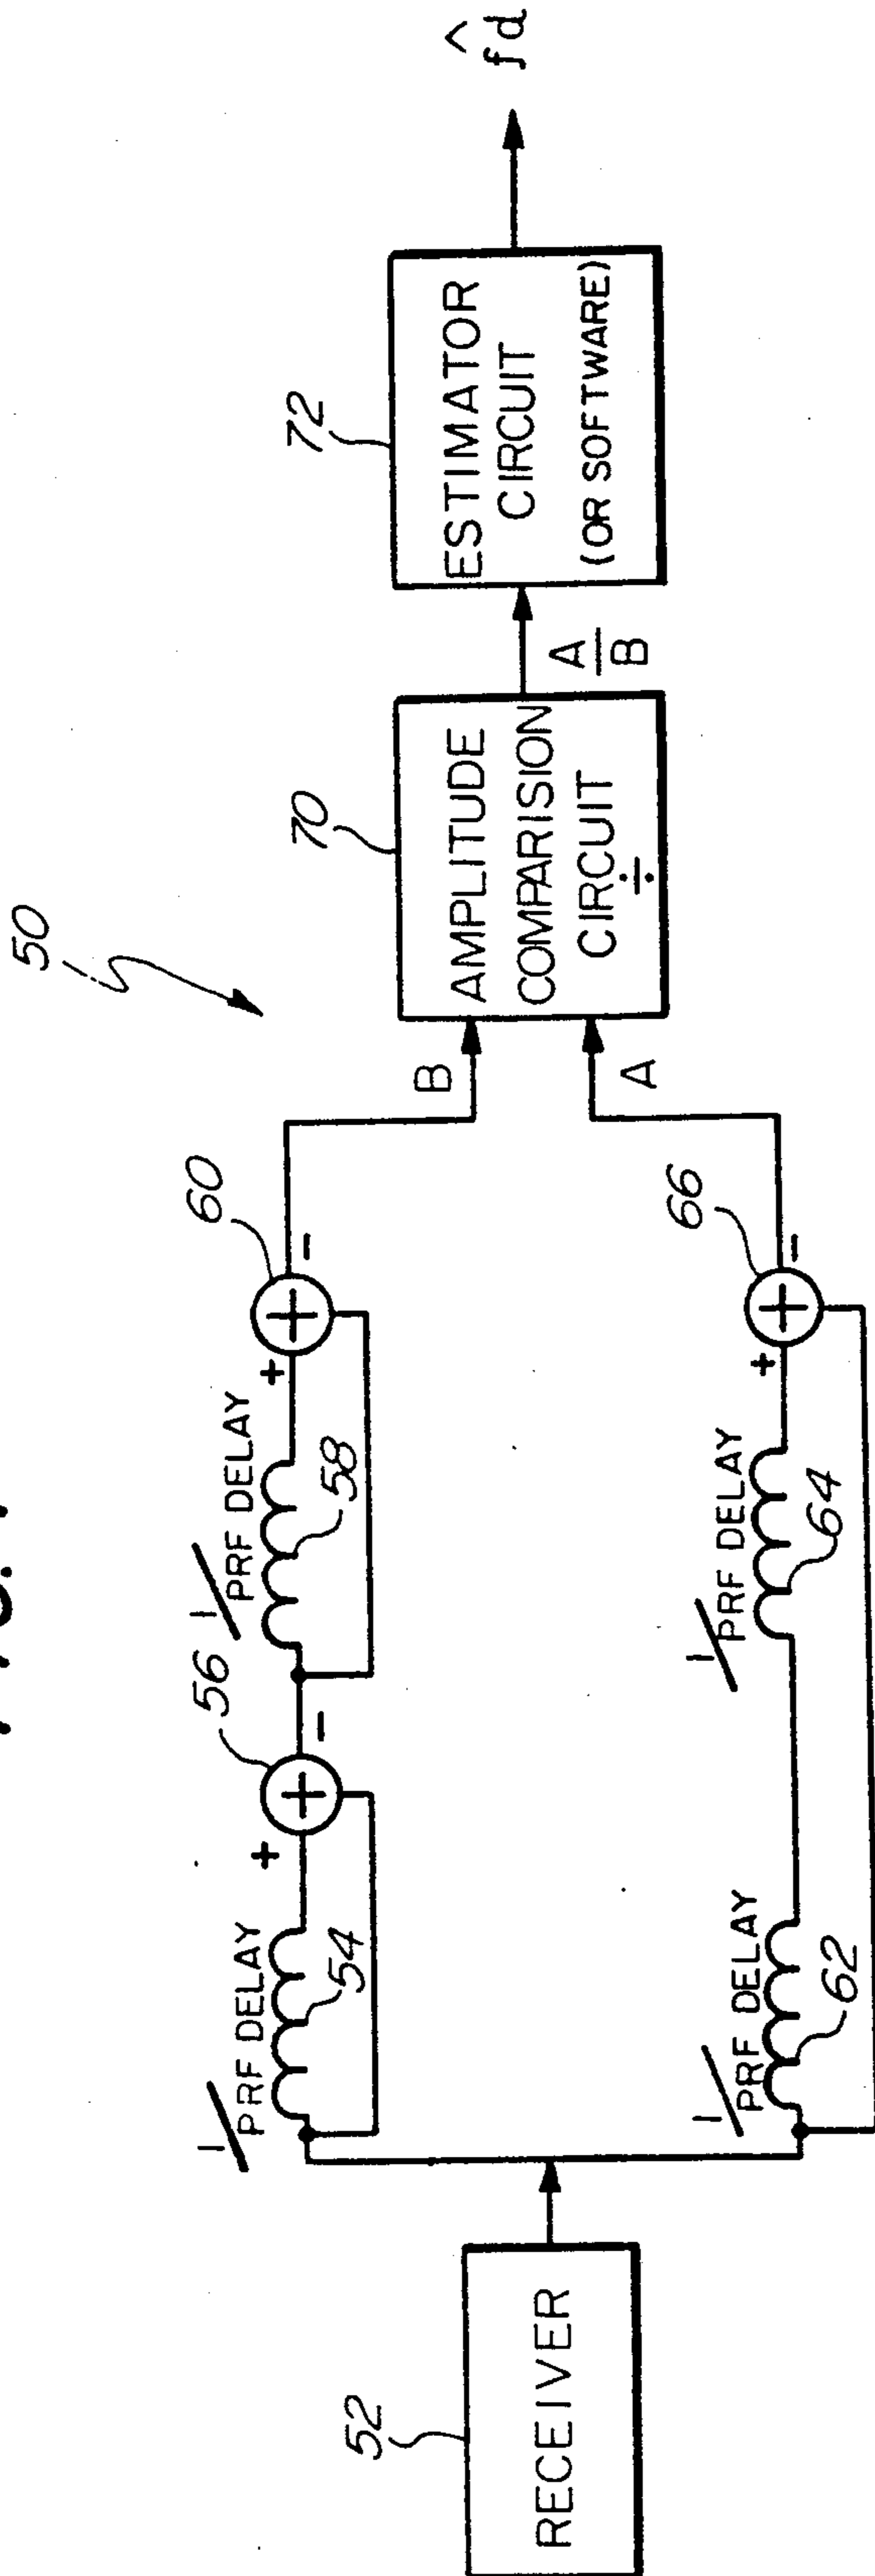 50
52
RECEIVER
1/PRF DELAY
54
+
56
-
1/PRF DELAY
58
+
60
-
B
1/PRF DELAY
62
1/PRF DELAY
64
+
66
-
A
70
AMPLITUDE
COMPARISION
CIRCUIT
÷
A/B
72
ESTIMATOR
CIRCUIT
(OR SOFTWARE)
f̂d